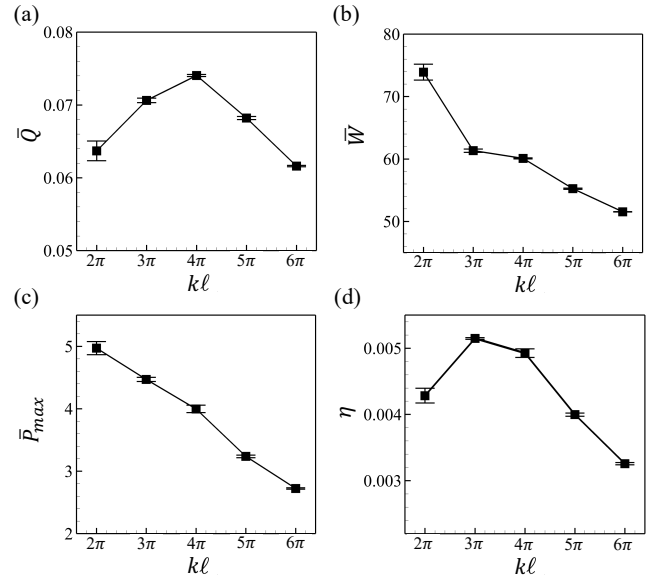 (a)
0.08
0.07
0.06
0.05
Q̄
2π 3π 4π 5π 6π
kℓ
(b)
80
70
60
50
W̄
2π 3π 4π 5π 6π
kℓ
(c)
5
4
3
2
P̄max
2π 3π 4π 5π 6π
kℓ
(d)
0.005
0.004
0.003
η
2π 3π 4π 5π 6π
kℓ